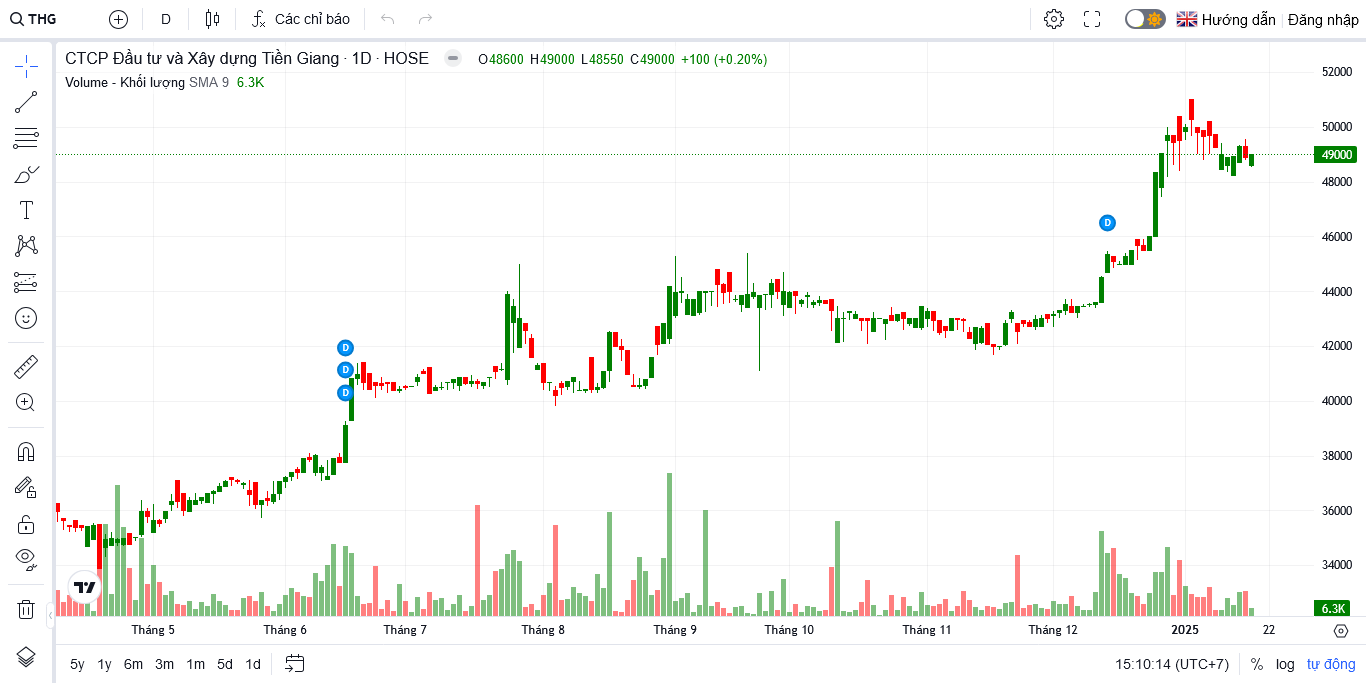 THG D Các chỉ báo Hướng dẫn Đăng nhập
CTCP Đầu tư và Xây dựng Tiền Giang · 1D · HOSE O48600 H49000 L48550 C49000 +100 (+0.20%)
Volume - Khối lượng SMA 9 6.3K
52000
50000
49000
48000
46000
44000
42000
40000
38000
36000
34000
6.3K
D
D
D
D
Tháng 5 Tháng 6 Tháng 7 Tháng 8 Tháng 9 Tháng 10 Tháng 11 Tháng 12 2025 22
5y 1y 6m 3m 1m 5d 1d 15:10:14 (UTC+7) % log tự động